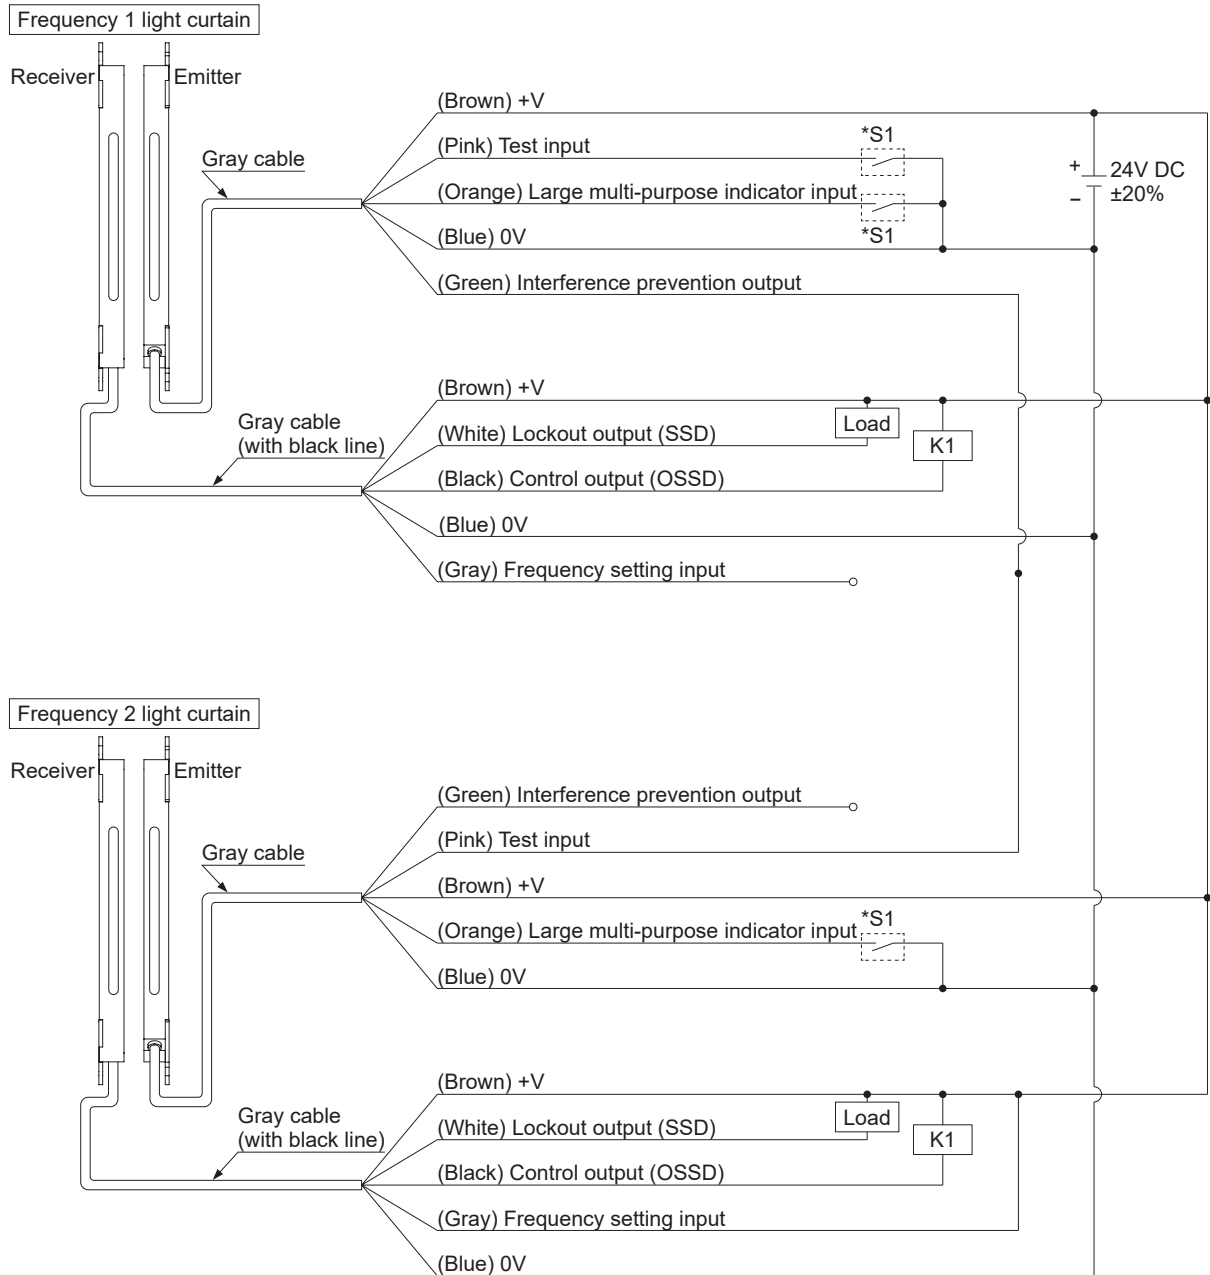 Frequency 1 light curtain
Receiver
Emitter
Gray cable
(Brown) +V
(Pink) Test input
*S1
(Orange) Large multi-purpose indicator input
*S1
(Blue) 0V
(Green) Interference prevention output
+
−
24V DC
±20%
Gray cable
(with black line)
(Brown) +V
Load
K1
(White) Lockout output (SSD)
(Black) Control output (OSSD)
(Blue) 0V
(Gray) Frequency setting input
Frequency 2 light curtain
Receiver
Emitter
Gray cable
(Green) Interference prevention output
(Pink) Test input
(Brown) +V
*S1
(Orange) Large multi-purpose indicator input
(Blue) 0V
Gray cable
(with black line)
(Brown) +V
Load
K1
(White) Lockout output (SSD)
(Black) Control output (OSSD)
(Gray) Frequency setting input
(Blue) 0V